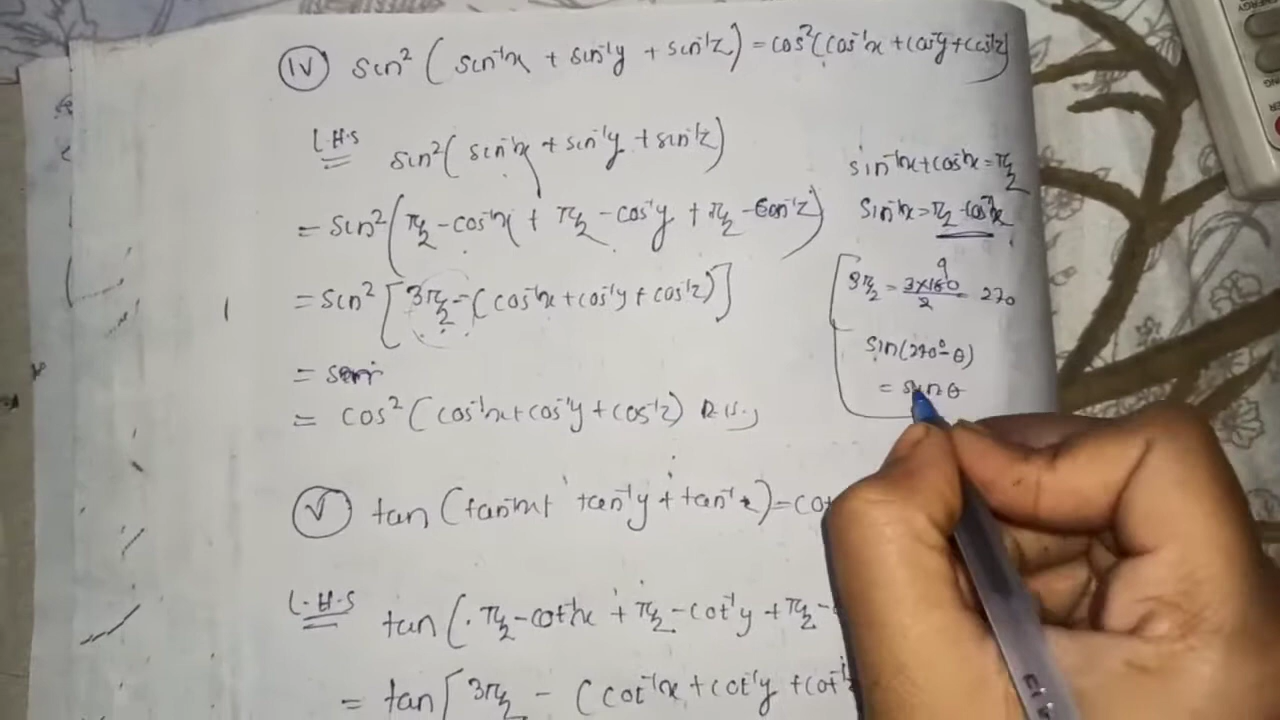 (iv) sin² ( sin⁻¹x + sin⁻¹y + sin⁻¹z ) = cos² (cos⁻¹x + cos⁻¹y + cos⁻¹z)
L.H.S
sin² ( sin⁻¹x + sin⁻¹y + sin⁻¹z )
= sin² ( π/2 - cos⁻¹x + π/2 - cos⁻¹y + π/2 - cos⁻¹z )
= sin² [ 3π/2 - ( cos⁻¹x + cos⁻¹y + cos⁻¹z ) ]
= sin
= cos² ( cos⁻¹x + cos⁻¹y + cos⁻¹z )
sin⁻¹x + cos⁻¹x = π/2
sin⁻¹x = π/2 - cos⁻¹x
3π/2 = 3×180/2 = 270
9
sin(270° - θ)
= sin θ
(v) tan ( tan⁻¹x + tan⁻¹y + tan⁻¹z ) = cot
L.H.S
tan ( π/2 - cot⁻¹x + π/2 - cot⁻¹y + π/2 -
= tan [ 3π/2 - ( cot⁻¹x + cot⁻¹y + cot⁻¹